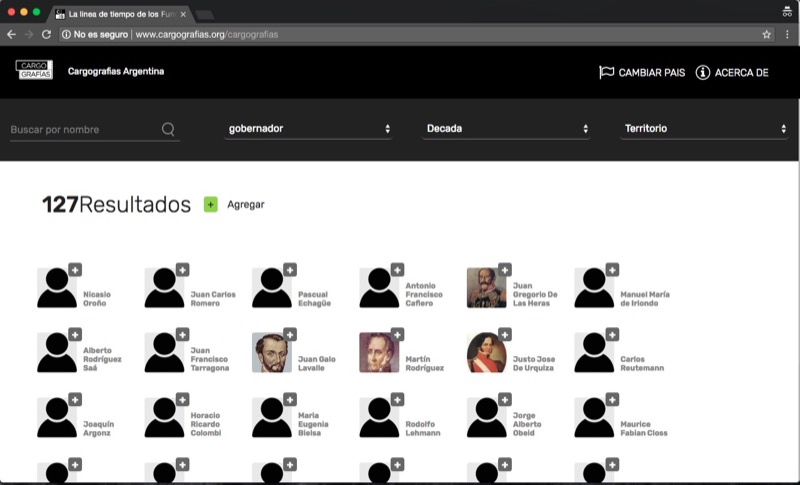 La linea de tiempo de los Fun
No es seguro | www.cargografias.org/cargografias
CARGO
GRAFÍAS
Cargografias Argentina
CAMBIAR PAIS
ACERCA DE
Buscar por nombre
gobernador
Decada
Territorio
127Resultados
+ Agregar
Nicasio
Oroño
Juan Carlos
Romero
Pascual
Echagüe
Antonio
Francisco
Cafiero
Juan
Gregorio De
Las Heras
Manuel María
de Iriondo
Alberto
Rodríguez
Saá
Juan
Francisco
Tarragona
Juan Galo
Lavalle
Martín
Rodríguez
Justo Jose
De Urquiza
Carlos
Reutemann
Joaquín
Argonz
Horacio
Ricardo
Colombi
Maria
Eugenia
Bielsa
Rodolfo
Lehmann
Jorge
Alberto
Obeid
Maurice
Fabian Closs